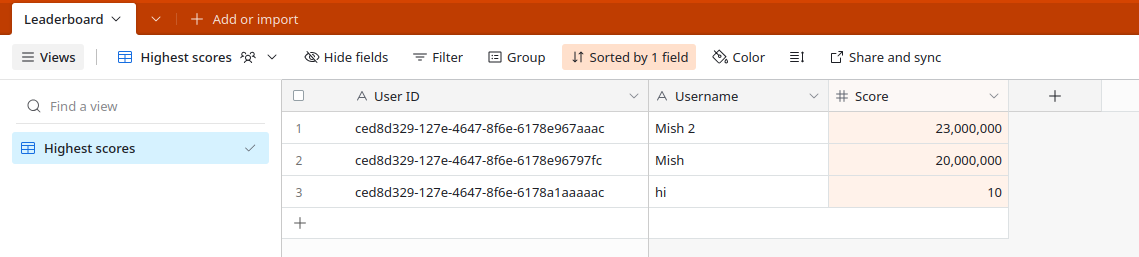 Leaderboard
Add or import
Views
Highest scores
Hide fields
Filter
Group
Sorted by 1 field
Color
Share and sync
Find a view
Highest scores
User ID Username Score
1 ced8d329-127e-4647-8f6e-6178e967aaac Mish 2 23,000,000
2 ced8d329-127e-4647-8f6e-6178e96797fc Mish 20,000,000
3 ced8d329-127e-4647-8f6e-6178a1aaaaac hi 10